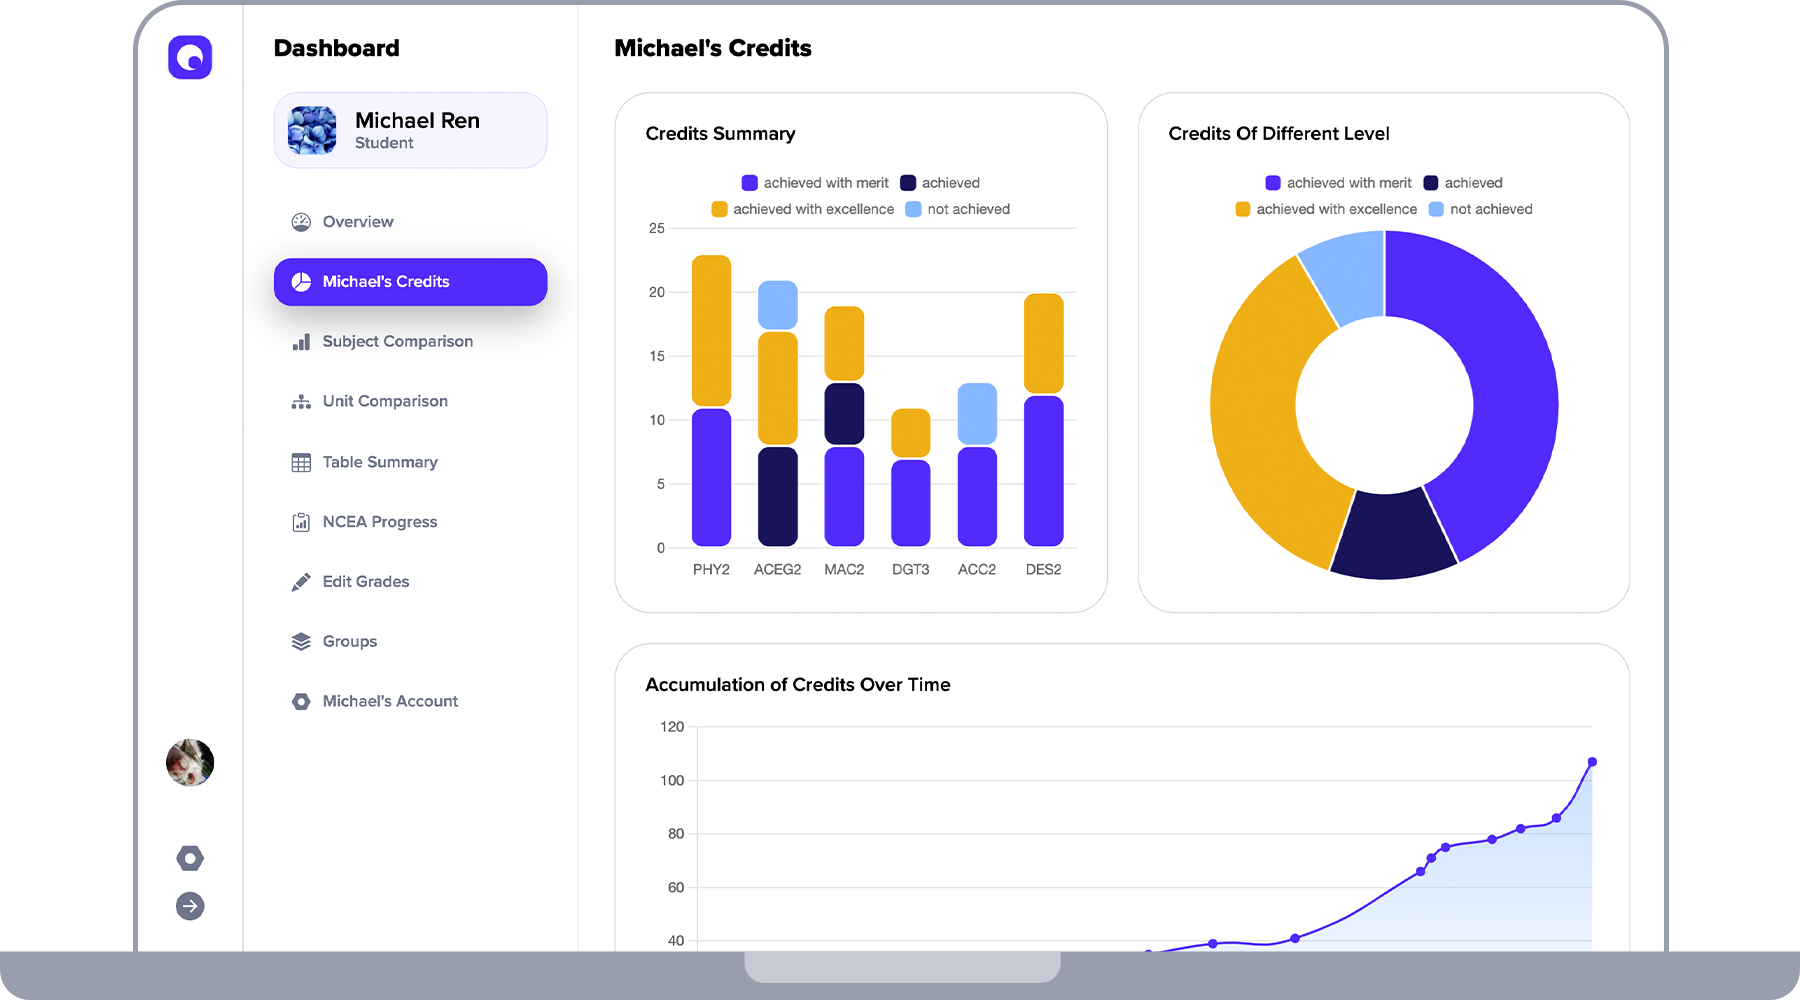 Dashboard
Michael Ren
Student
Overview
Michael's Credits
Subject Comparison
Unit Comparison
Table Summary
NCEA Progress
Edit Grades
Groups
Michael's Account
Michael's Credits
Credits Summary
achieved with merit achieved
achieved with excellence not achieved
25
20
15
10
5
0
PHY2 ACEG2 MAC2 DGT3 ACC2 DES2
Credits Of Different Level
achieved with merit achieved
achieved with excellence not achieved
Accumulation of Credits Over Time
120
100
80
60
40